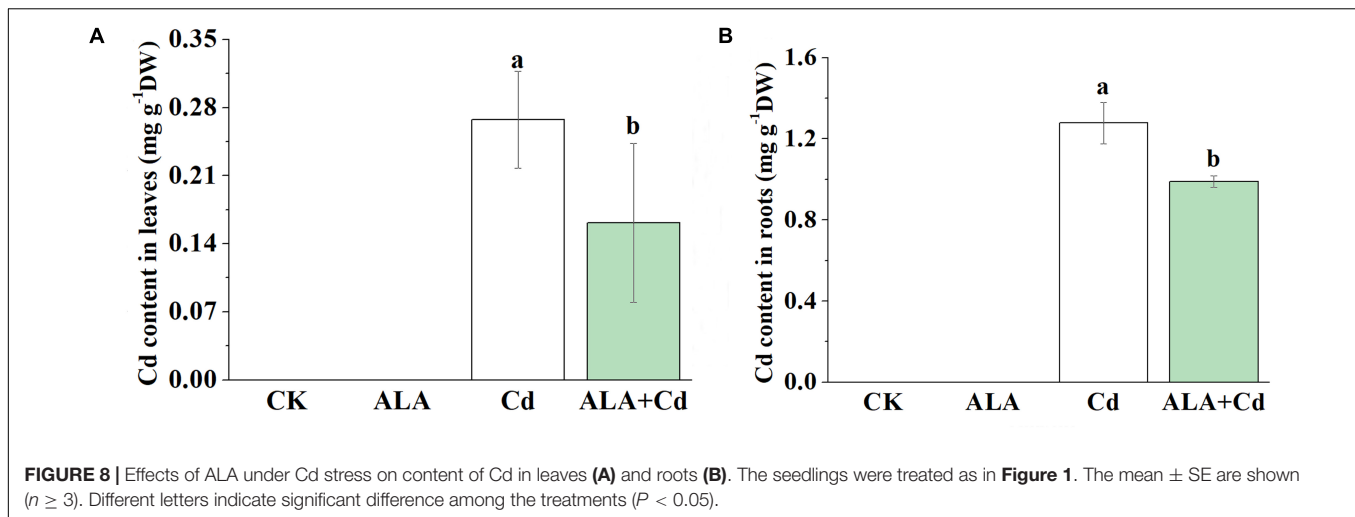 A
Cd content in leaves (mg g⁻¹DW)
0.35
0.28
0.21
0.14
0.07
0.00
a
b
CK ALA Cd ALA+Cd
B
Cd content in roots (mg g⁻¹DW)
1.6
1.2
0.8
0.4
0.0
a
b
CK ALA Cd ALA+Cd
FIGURE 8 | Effects of ALA under Cd stress on content of Cd in leaves (A) and roots (B). The seedlings were treated as in Figure 1. The mean ± SE are shown
(n ≥ 3). Different letters indicate significant difference among the treatments (P < 0.05).